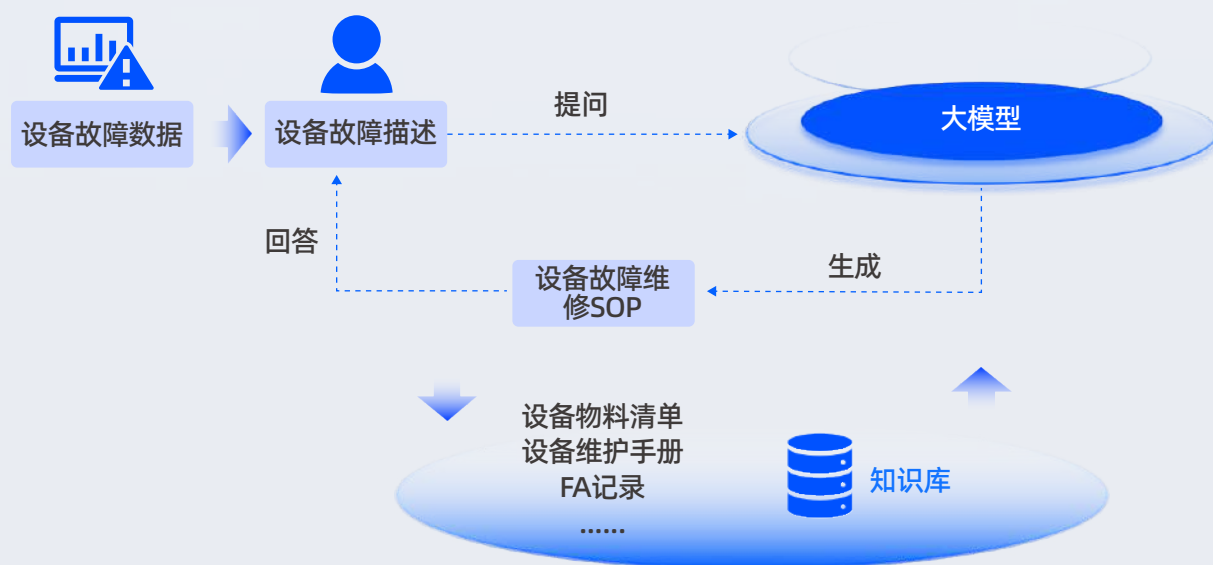 设备故障数据
设备故障描述
提问
大模型
回答
生成
设备故障维
修SOP
设备物料清单
设备维护手册
FA记录
......
知识库